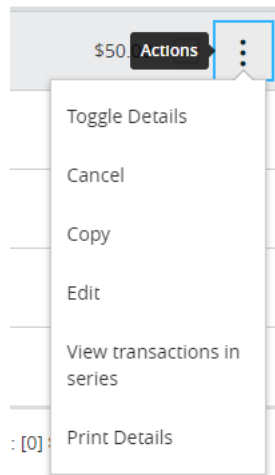 $50.0 Actions
Toggle Details
Cancel
Copy
Edit
View transactions in
series
: [0]
Print Details